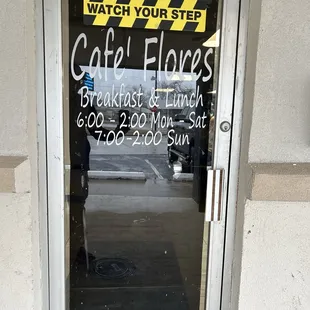 WATCH YOUR STEP
Cafe' Flores
Breakfast & Lunch
6:00 - 2:00 Mon - Sat
7:00-2:00 Sun